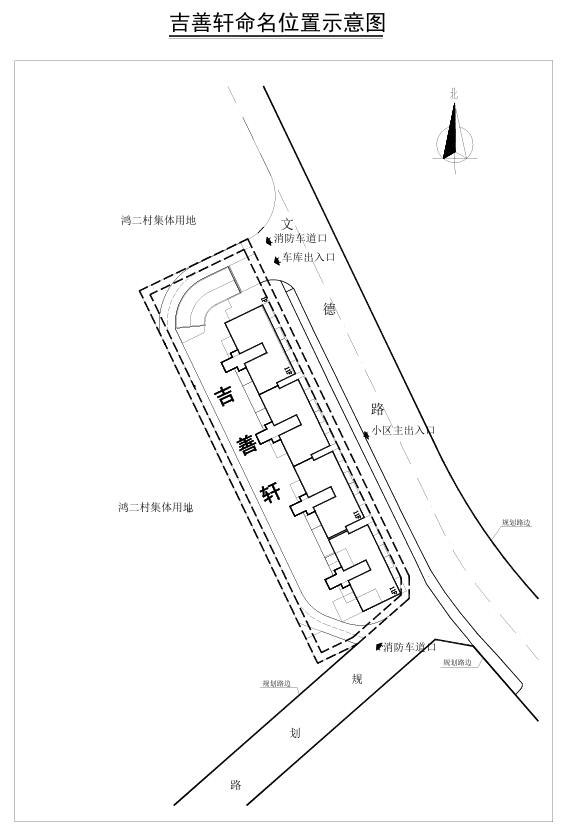 吉善轩命名位置示意图
北
鸿二村集体用地
文
消防车道口
车库出入口
德
路
小区主出入口
吉
善
轩
鸿二村集体用地
规划路边
消防车道口
规划路边
规划路边
规
划
路